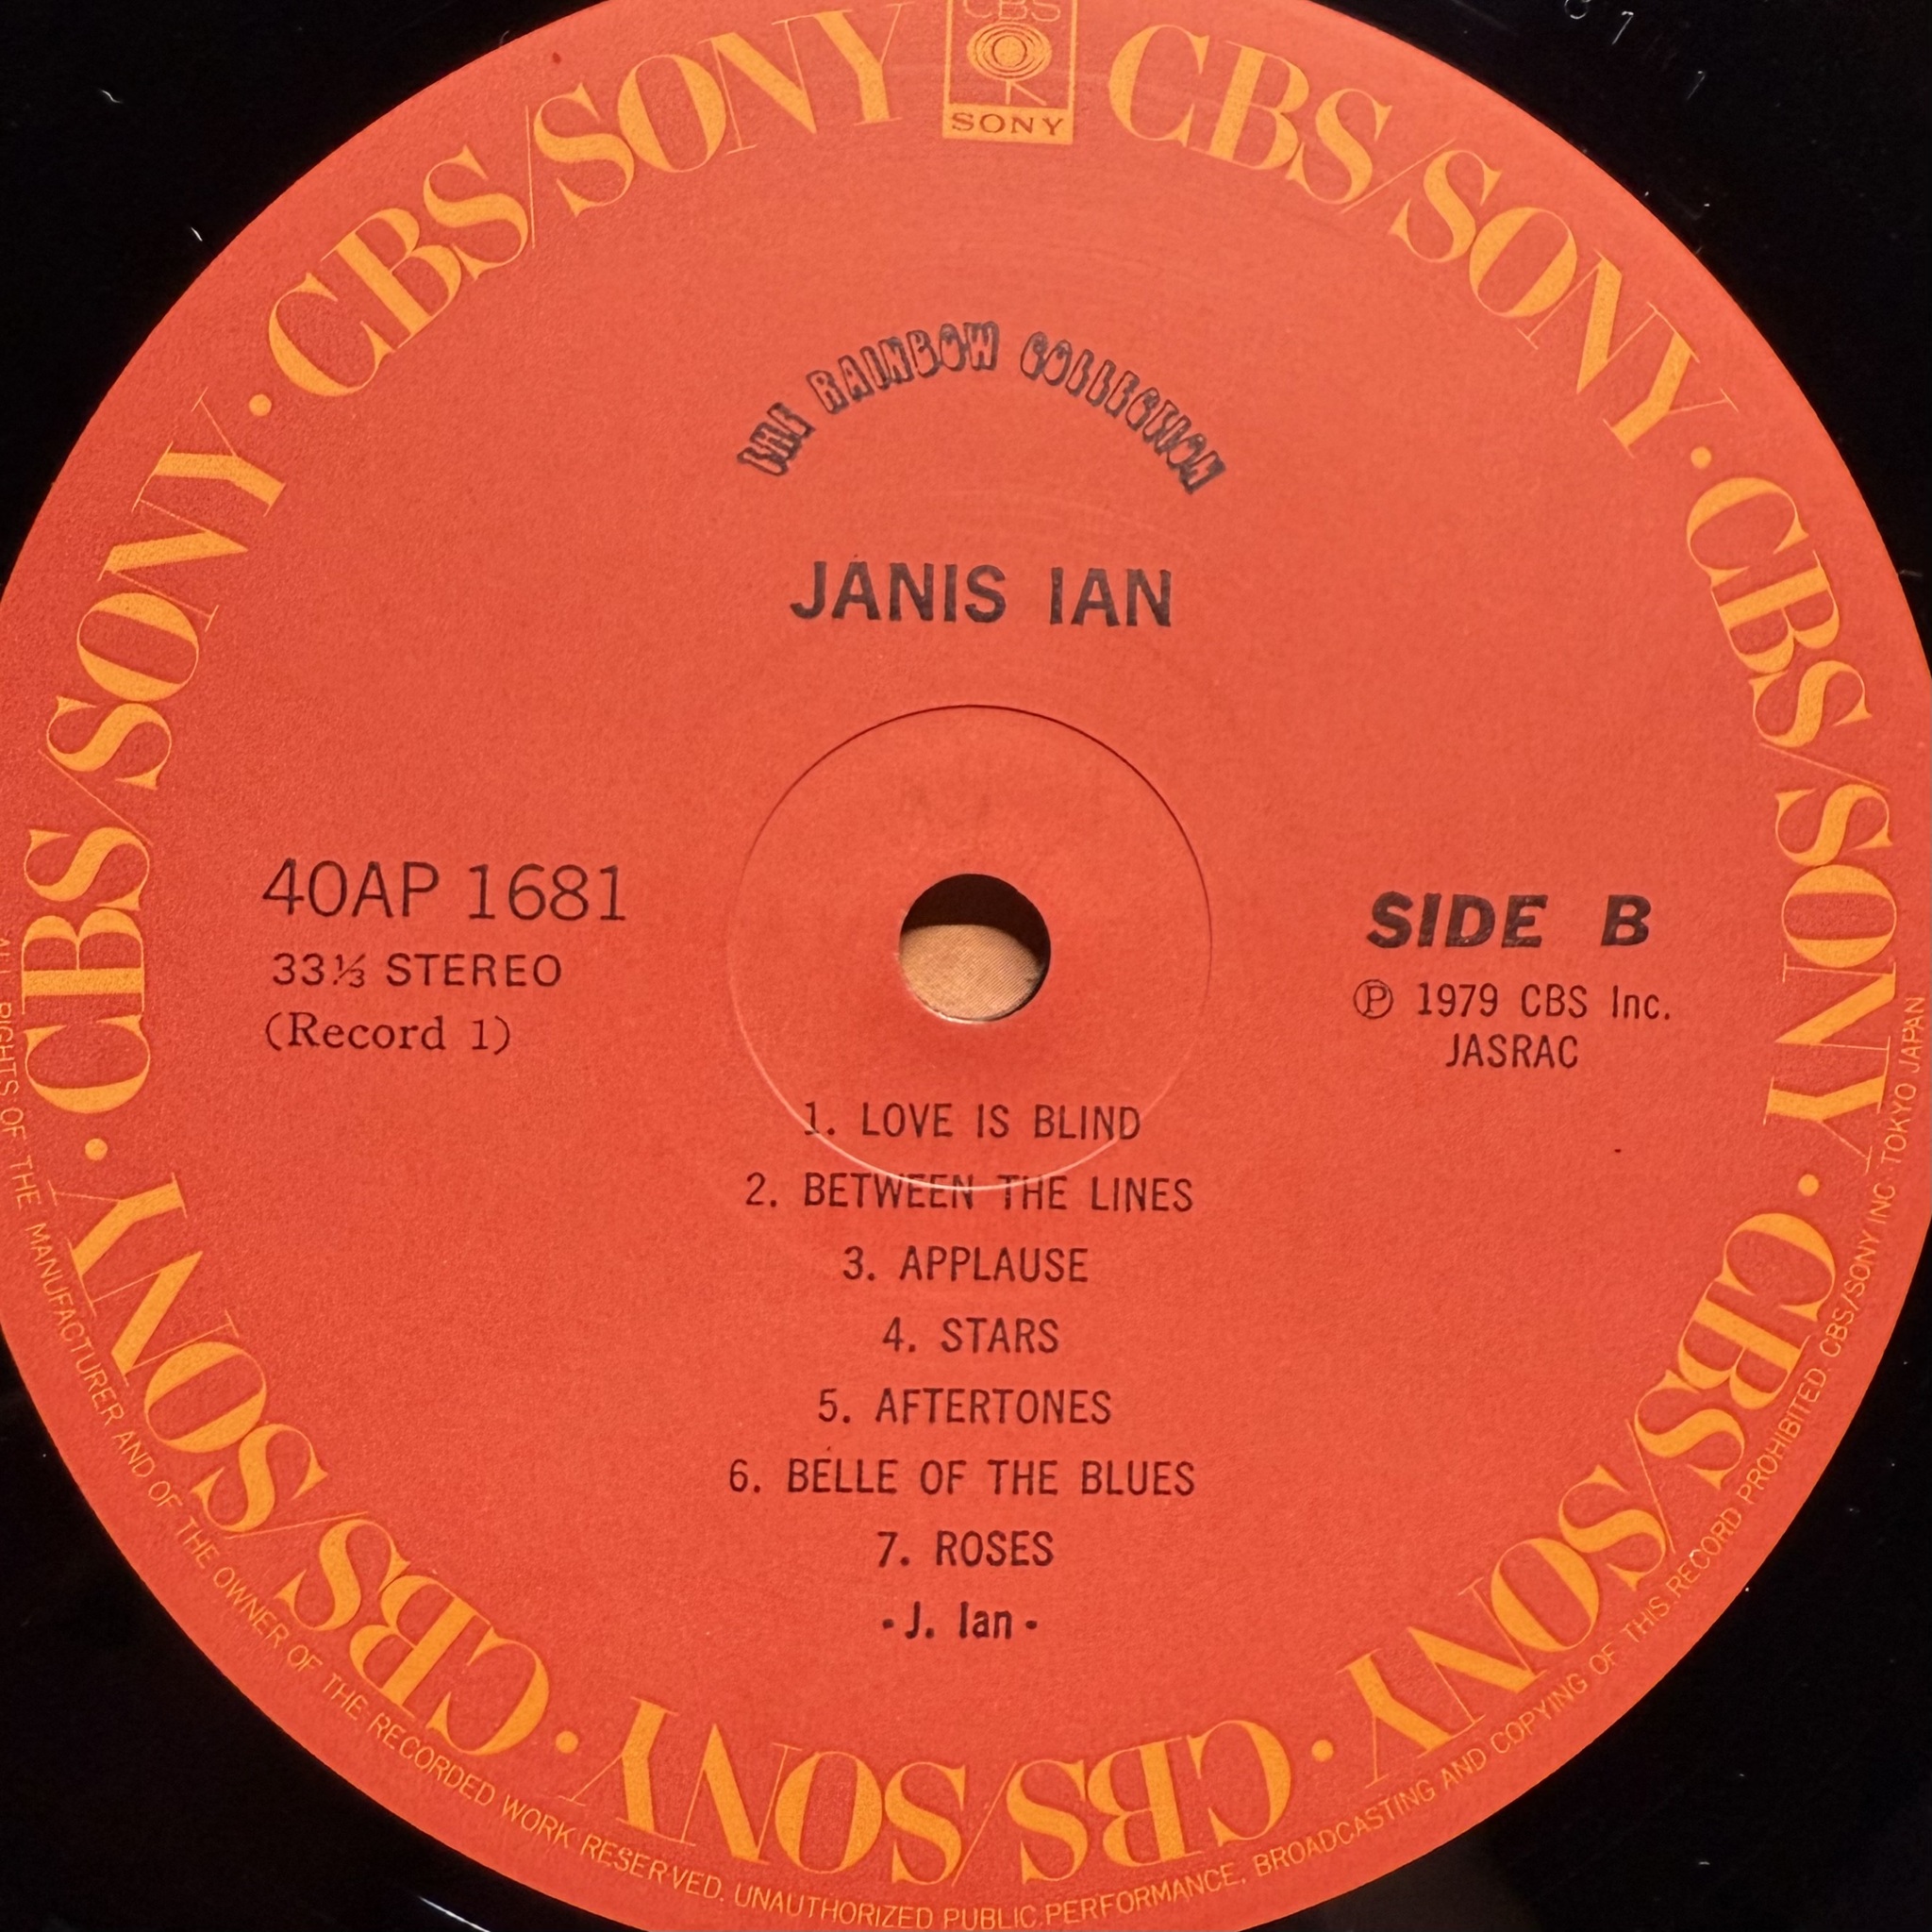 CBS
SONY
CBS/SONY · CBS/SONY · CBS/SONY · CBS/SONY · CBS/SONY · CBS/SONY · CBS/SONY · CBS/SONY
THE RAINBOW COLLECTION
JANIS IAN
40AP 1681
33⅓ STEREO
(Record 1)
SIDE B
Ⓟ 1979 CBS Inc.
JASRAC
1. LOVE IS BLIND
2. BETWEEN THE LINES
3. APPLAUSE
4. STARS
5. AFTERTONES
6. BELLE OF THE BLUES
7. ROSES
- J. Ian -
ALL RIGHTS OF THE MANUFACTURER AND OF THE OWNER OF THE RECORDED WORK RESERVED. UNAUTHORIZED PUBLIC PERFORMANCE, BROADCASTING AND COPYING OF THIS RECORD PROHIBITED. CBS/SONY INC. TOKYO JAPAN